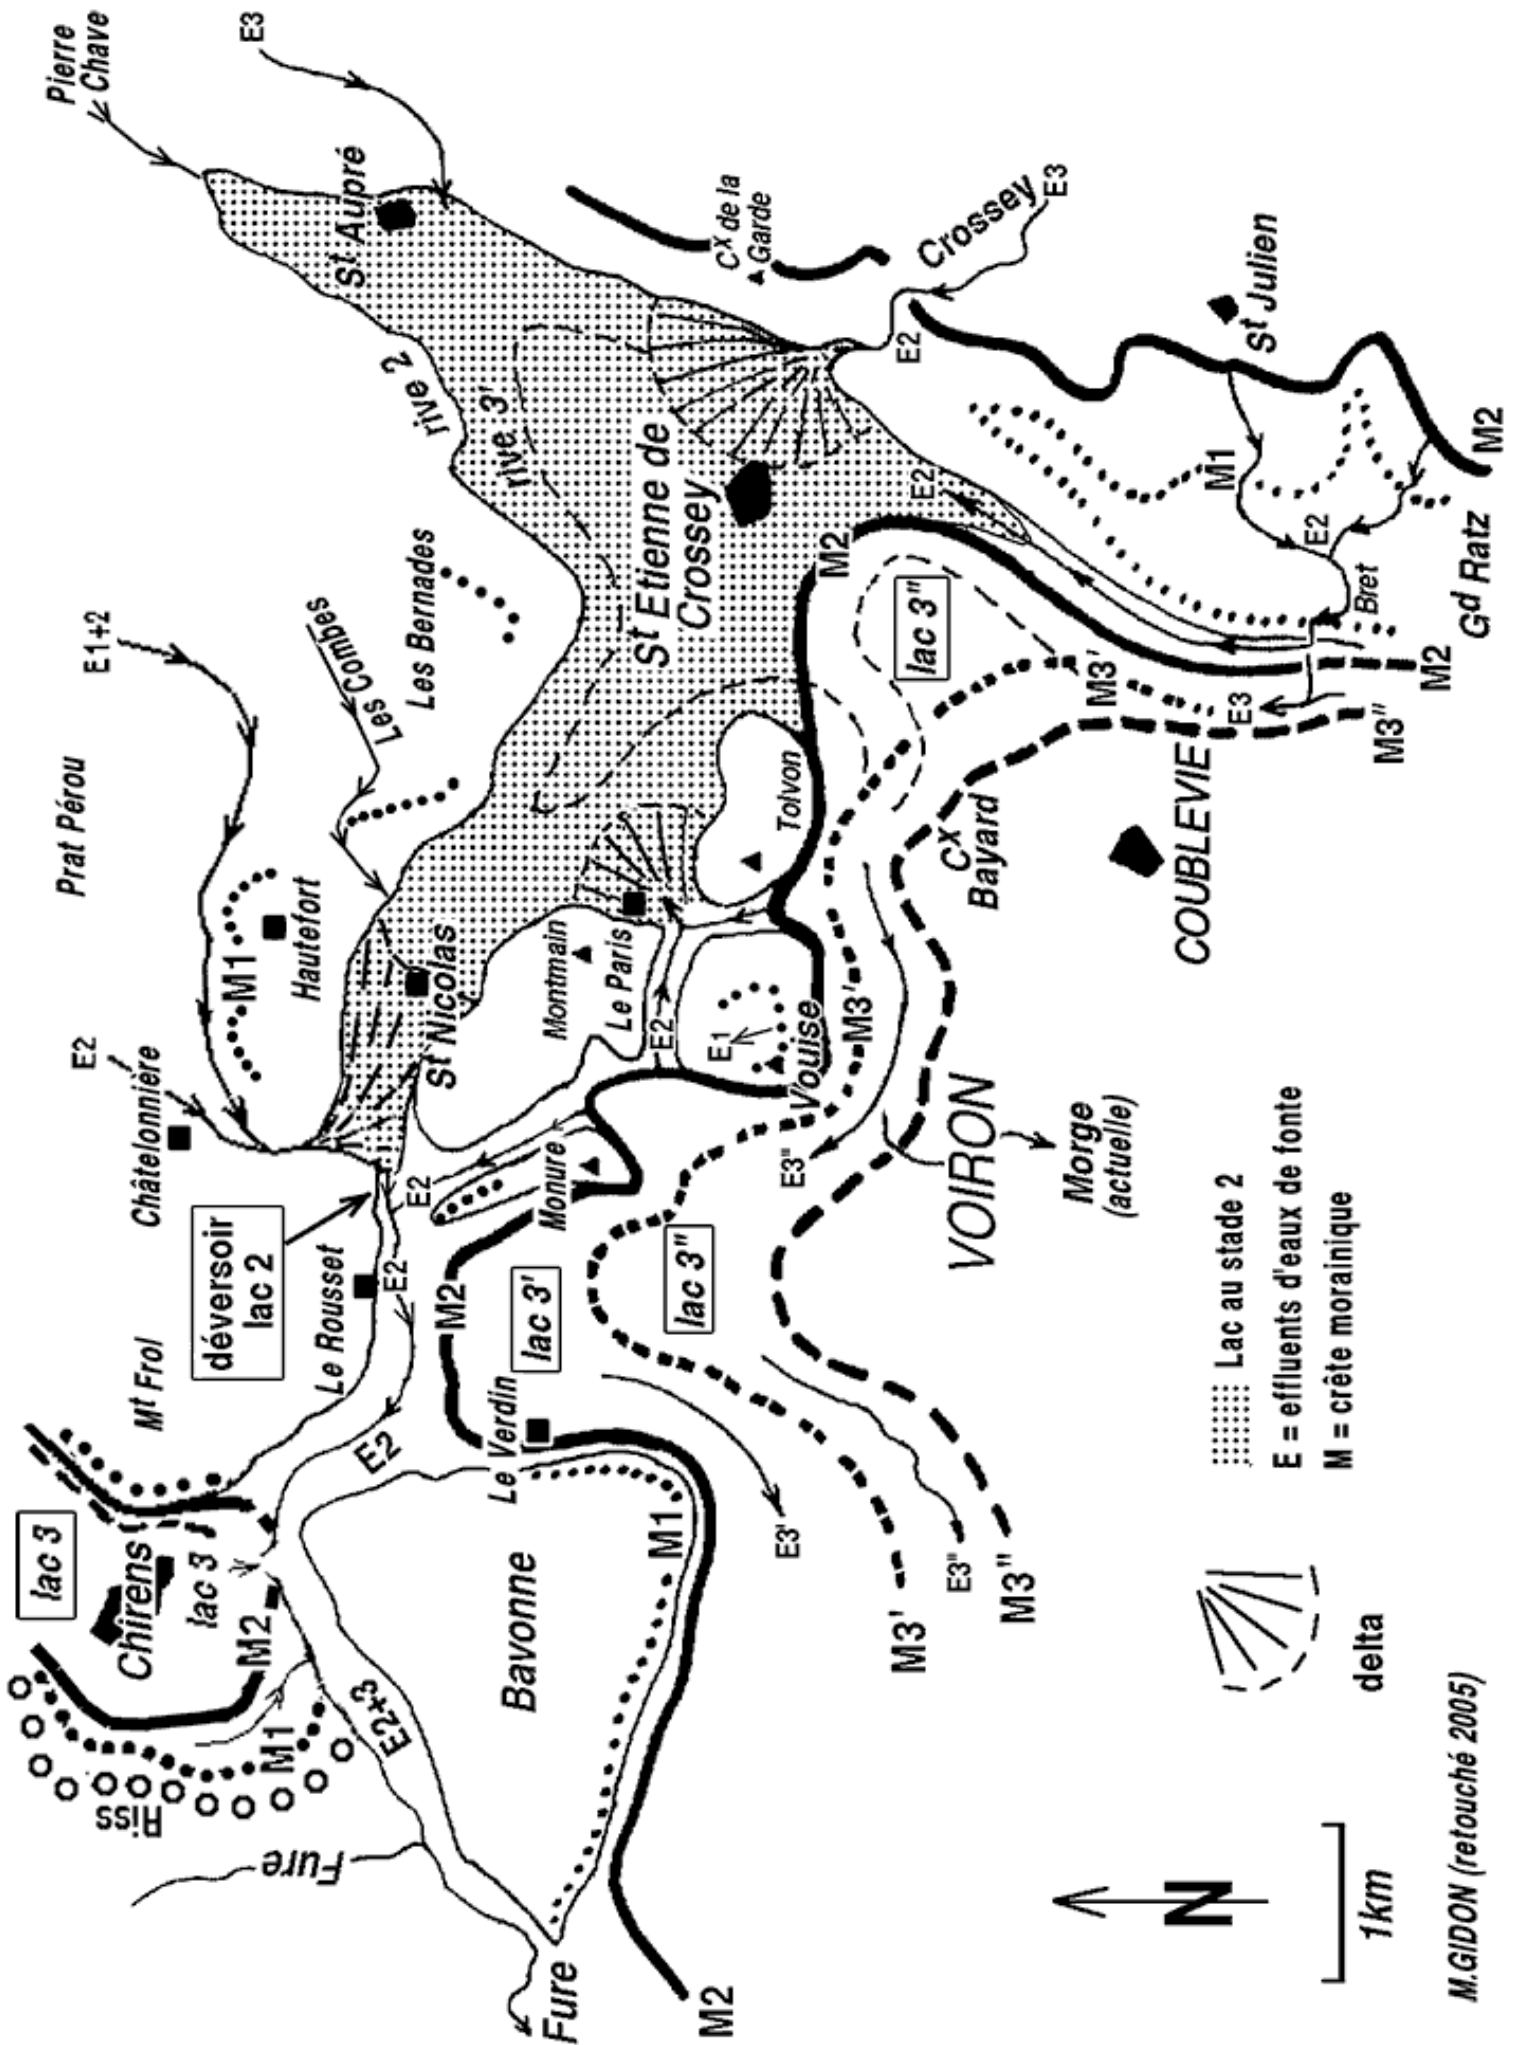 lac 3
Riss
Chirens
lac 3
M2
M1
Mt Frol
Châtelonnière
E2
Prat Pérou
E1+2
Pierre
Chave
E3
déversoir
lac 2
Le Rousset
M1
Hautefort
Les Combes
Les Bernades
rive 2
rive 3'
St Aupré
Fure
E2+3
E2
E2
E2
St Nicolas
Fure
Bavonne
Le Verdin
M2
lac 3'
Monure
Montmain
Le Paris
E2
St Etienne de
Crossey
M2
M1
lac 3"
E1
Vouise
Tolvon
M2
Cx de la
Garde
E3'
E3"
M3'
E2
E2
Crossey
E3
M3'
E3"
M3"
lac 3"
VOIRON
Morge
(actuelle)
Cx
Bayard
M3'
COUBLEVIE
E3
M1
St Julien
E2
Bret
M3"
M2
Gd Ratz
M2
N
1km
delta
Lac au stade 2
E = effluents d'eaux de fonte
M = crête morainique
M.GIDON (retouché 2005)